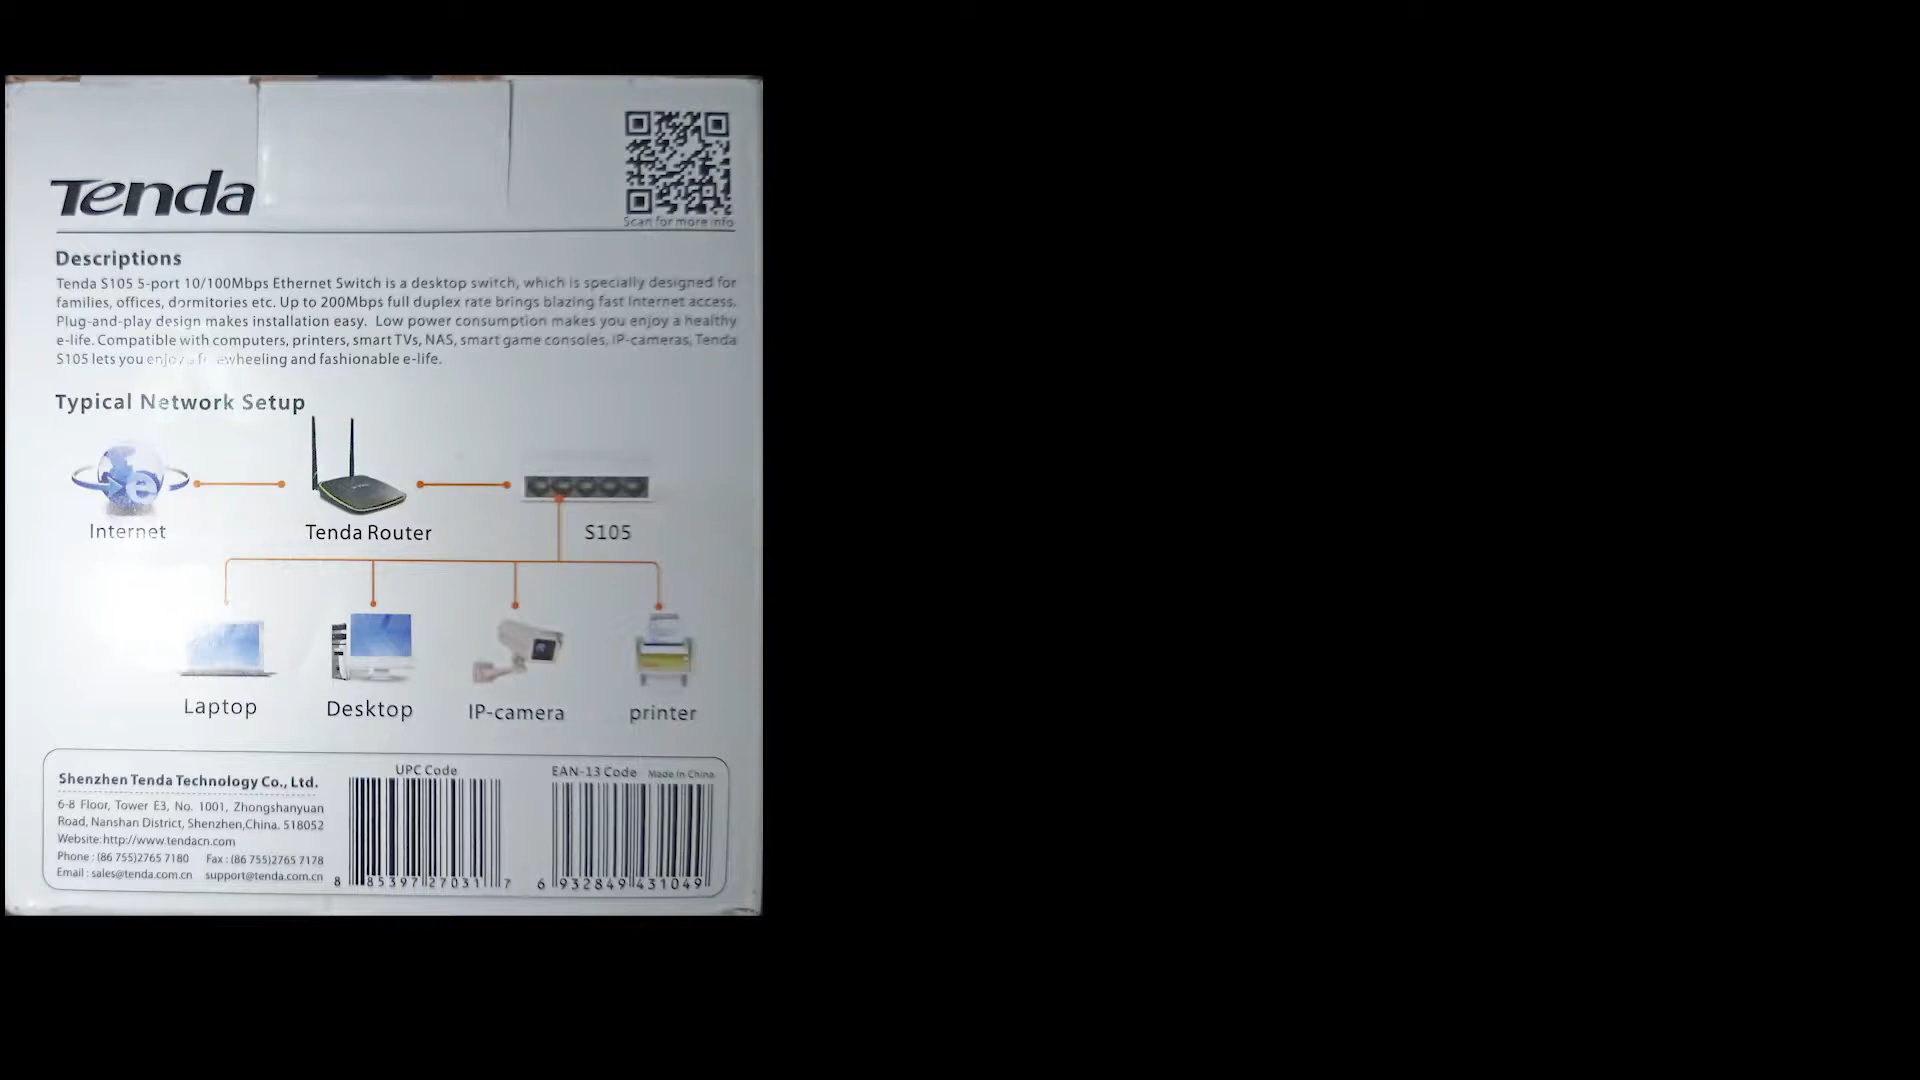 Tenda
Scan for more info
Descriptions
Tenda S105 5-port 10/100Mbps Ethernet Switch is a desktop switch, which is specially designed for
families, offices, dormitories etc. Up to 200Mbps full duplex rate brings blazing fast Internet access.
Plug-and-play design makes installation easy. Low power consumption makes you enjoy a healthy
e-life. Compatible with computers, printers, smart TVs, NAS, smart game consoles, IP-cameras, Tenda
S105 lets you enjoy a freewheeling and fashionable e-life.
Typical Network Setup
Internet
Tenda Router
S105
Laptop
Desktop
IP-camera
printer
Shenzhen Tenda Technology Co., Ltd.
6-8 Floor, Tower E3, No. 1001, Zhongshanyuan
Road, Nanshan District, Shenzhen,China. 518052
Website:http://www.tendacn.com
Phone : (86 755)2765 7180 Fax : (86 755)2765 7178
Email : sales@tenda.com.cn support@tenda.com.cn
UPC Code
8 85397 27031 7
EAN-13 Code Made in China
6 932849 431049